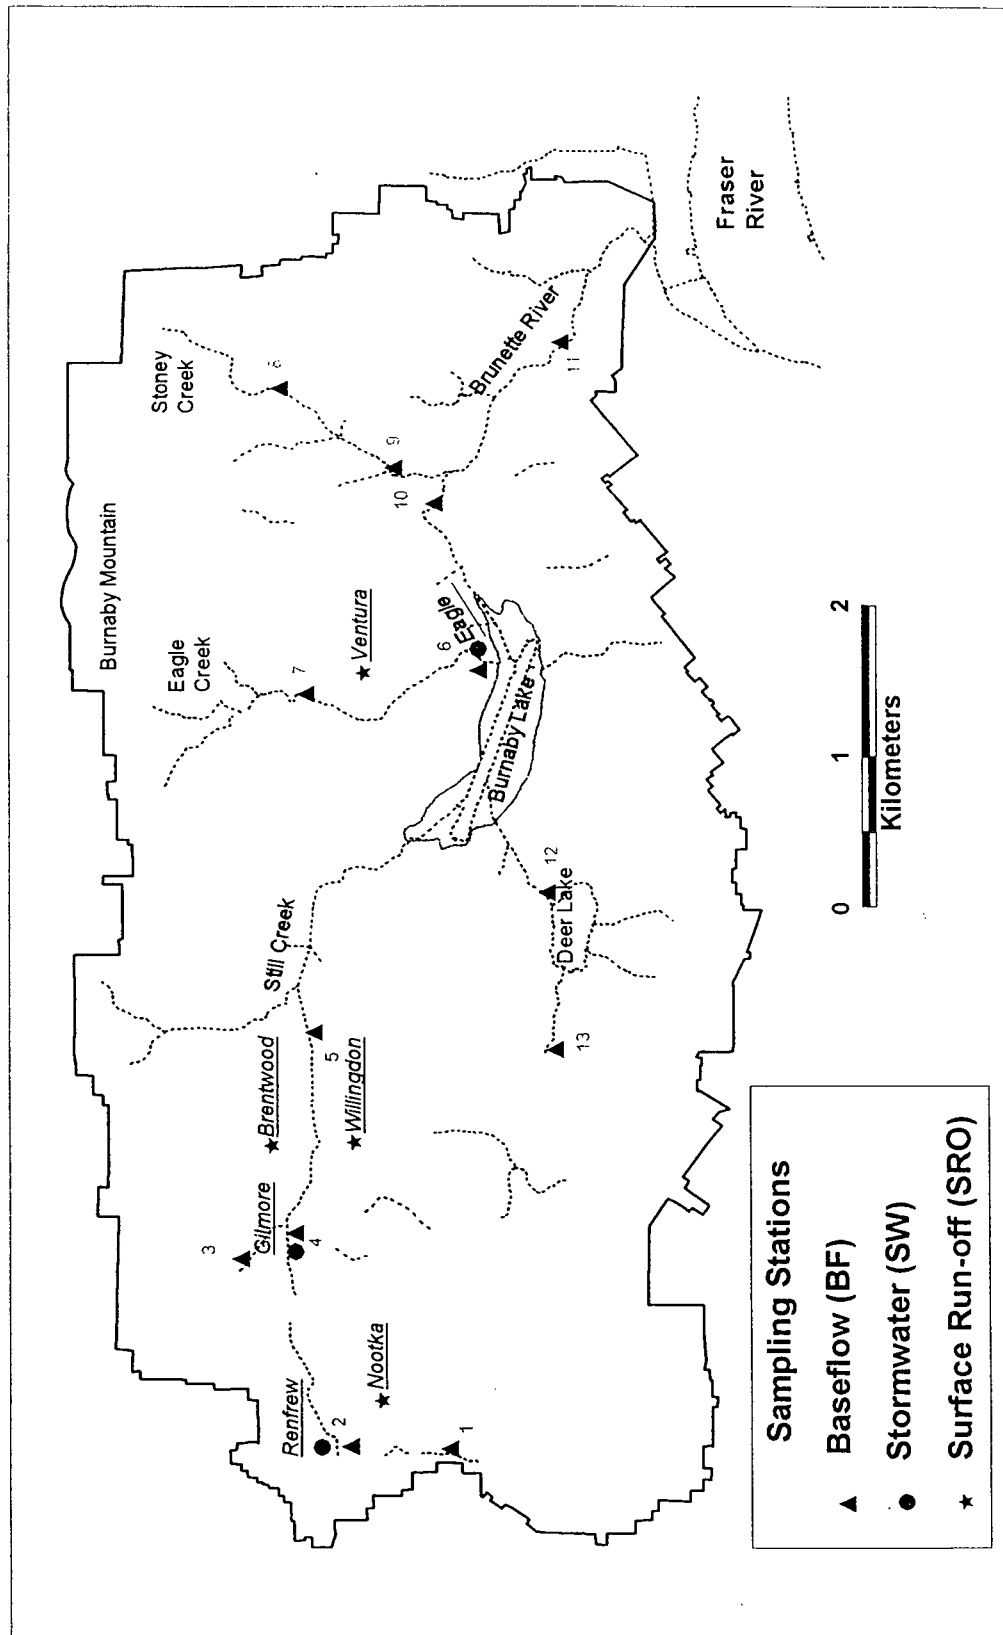 Burnaby Mountain
Stoney
Creek
8
Eagle
Creek
7
9
10
Ventura
6
Eagle
Brunette River
11
Fraser
River
Burnaby Lake
Still Creek
12
Deer Lake
13
5
Brentwood
Willingdon
3
Gilmore
4
Renfrew
2
Nootka
1
0
1
2
Kilometers
Sampling Stations
Baseflow (BF)
Stormwater (SW)
Surface Run-off (SRO)